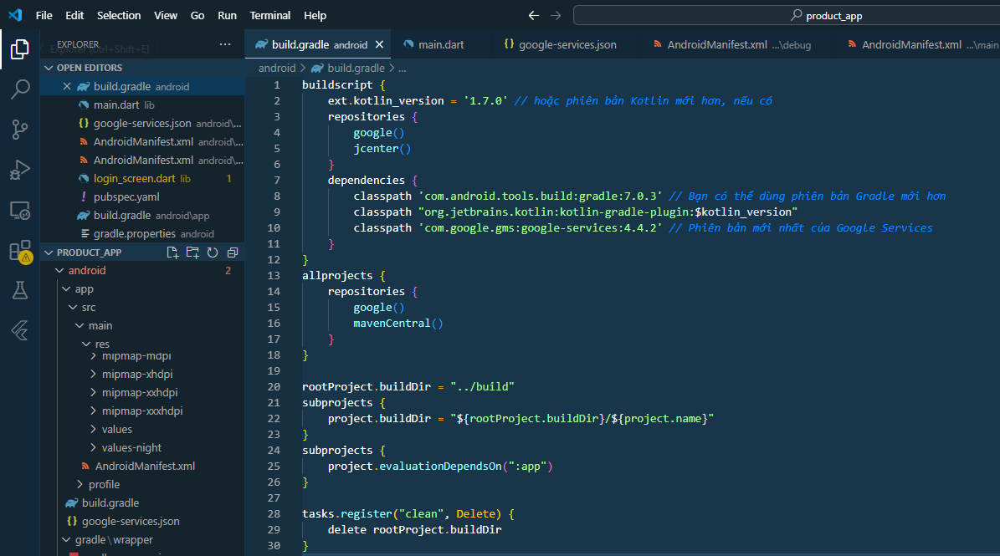 File Edit Selection View Go Run Terminal Help
product_app
EXPLORER
Explorer (Ctrl+Shift+E)
OPEN EDITORS
build.gradle android
main.dart lib
google-services.json android\...
AndroidManifest.xml android\...
AndroidManifest.xml android\...
login_screen.dart lib 1
pubspec.yaml
build.gradle android\app
gradle.properties android
PRODUCT_APP
android 2
app
src
main
res
mipmap-mdpi
mipmap-xhdpi
mipmap-xxhdpi
mipmap-xxxhdpi
values
values-night
AndroidManifest.xml
profile
build.gradle
google-services.json
gradle\wrapper
build.gradle android
main.dart
google-services.json
AndroidManifest.xml ...\debug
AndroidManifest.xml ...\main
android > build.gradle > ...
1 buildscript {
2 ext.kotlin_version = '1.7.0' // hoặc phiên bản Kotlin mới hơn, nếu có
3 repositories {
4 google()
5 jcenter()
6 }
7 dependencies {
8 classpath 'com.android.tools.build:gradle:7.0.3' // Bạn có thể dùng phiên bản Gradle mới hơn
9 classpath "org.jetbrains.kotlin:kotlin-gradle-plugin:$kotlin_version"
10 classpath 'com.google.gms:google-services:4.4.2' // Phiên bản mới nhất của Google Services
11 }
12 }
13 allprojects {
14 repositories {
15 google()
16 mavenCentral()
17 }
18 }
19
20 rootProject.buildDir = "../build"
21 subprojects {
22 project.buildDir = "${rootProject.buildDir}/${project.name}"
23 }
24 subprojects {
25 project.evaluationDependsOn(":app")
26 }
27
28 tasks.register("clean", Delete) {
29 delete rootProject.buildDir
30 }